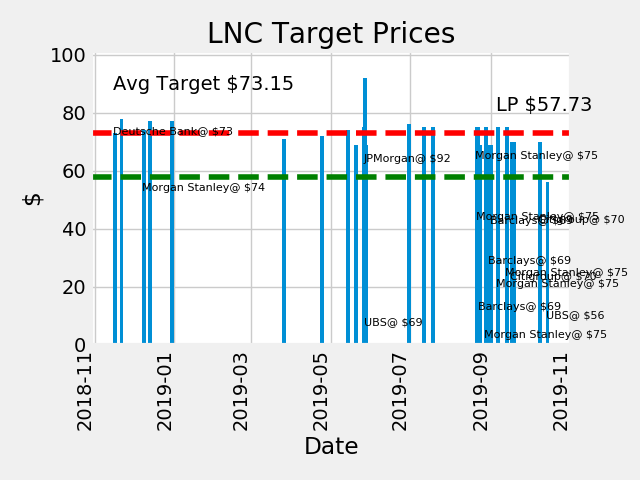 LNC Target Prices
100
80
60
40
20
0
$
Avg Target $73.15
LP $57.73
Deutsche Bank@ $73
JPMorgan@ $92
Morgan Stanley@ $75
Morgan Stanley@ $74
Morgan Stanley@ $75
Barclays@ $69
Citigroup@ $70
Barclays@ $69
Morgan Stanley@ $75
Citigroup@ $70
Morgan Stanley@ $75
Barclays@ $69
UBS@ $56
UBS@ $69
Morgan Stanley@ $75
2018-11
2019-01
2019-03
2019-05
2019-07
2019-09
2019-11
Date